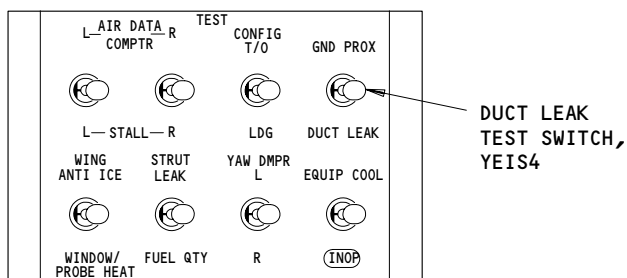 TEST
L—AIR DATA—R
COMPTR
CONFIG
T/O
GND PROX
L—STALL—R
LDG
DUCT LEAK
DUCT LEAK
TEST SWITCH,
YEIS4
WING
ANTI ICE
STRUT
LEAK
YAW DMPR
L
EQUIP COOL
WINDOW/
PROBE HEAT
FUEL QTY
R
INOP